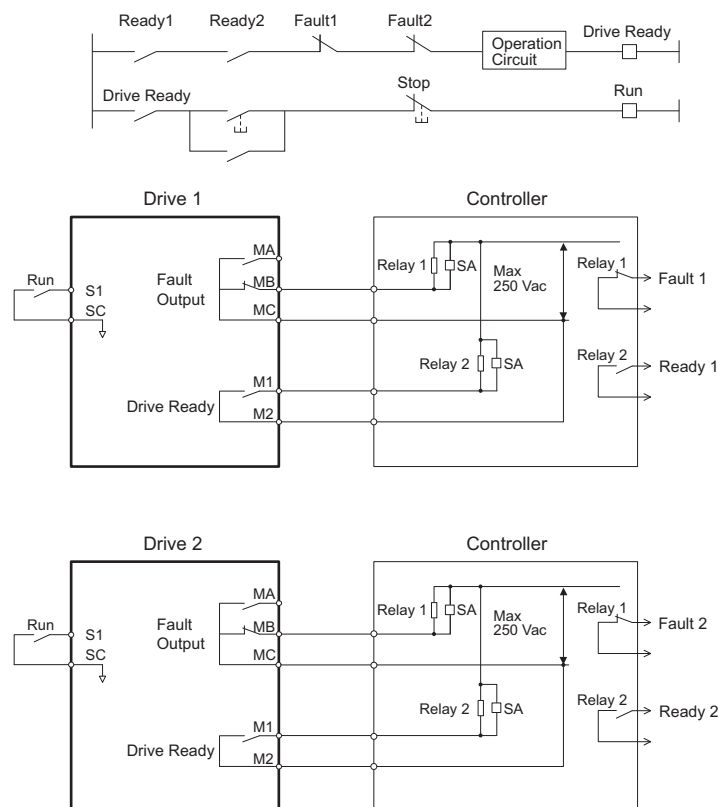 Ready1 Ready2 Fault1 Fault2 Operation Circuit Drive Ready
Drive Ready Stop Run
Drive 1 Controller
Run
S1
SC
Fault Output
MA
MB
MC
Drive Ready
M1
M2
Relay 1
SA
Max 250 Vac
Relay 2
SA
Relay 1
Fault 1
Relay 2
Ready 1
Drive 2 Controller
Run
S1
SC
Fault Output
MA
MB
MC
Drive Ready
M1
M2
Relay 1
SA
Max 250 Vac
Relay 2
SA
Relay 1
Fault 2
Relay 2
Ready 2